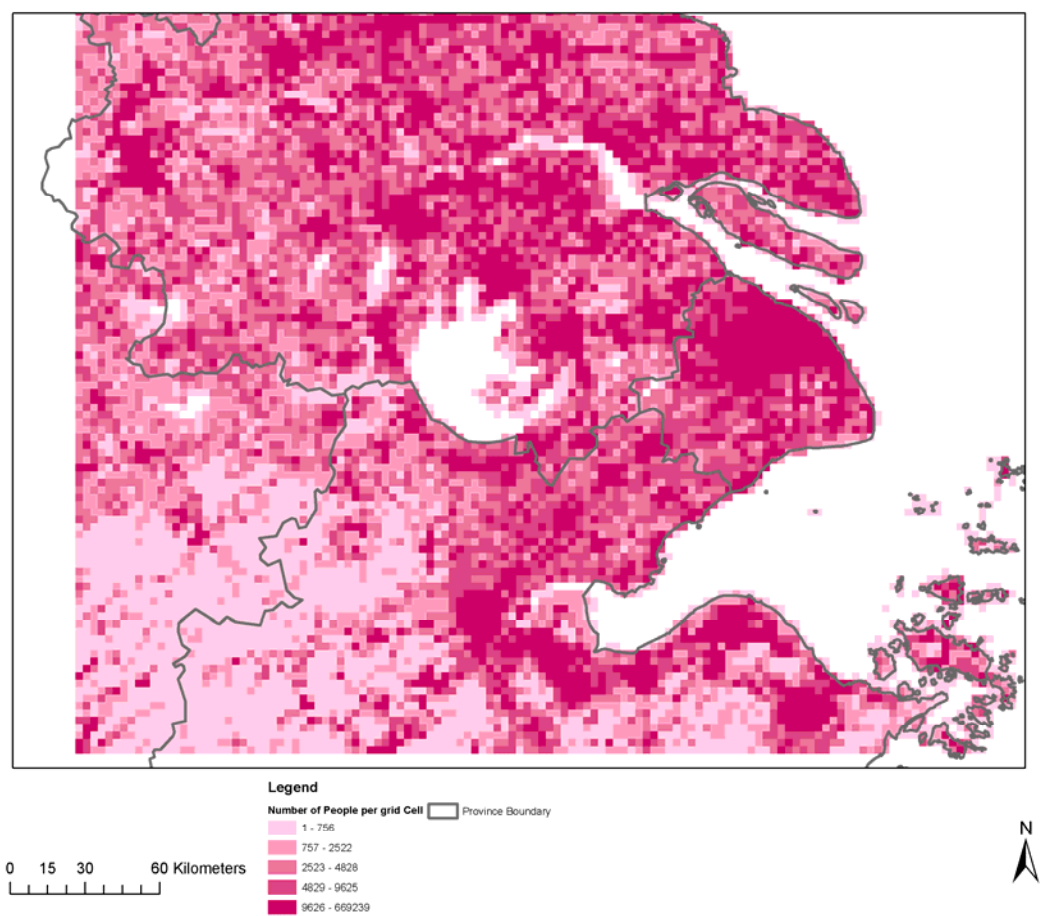 Legend
Number of People per grid Cell Province Boundary
1 - 756
757 - 2522
2523 - 4828
4829 - 9625
9626 - 669239
0 15 30 60 Kilometers
N